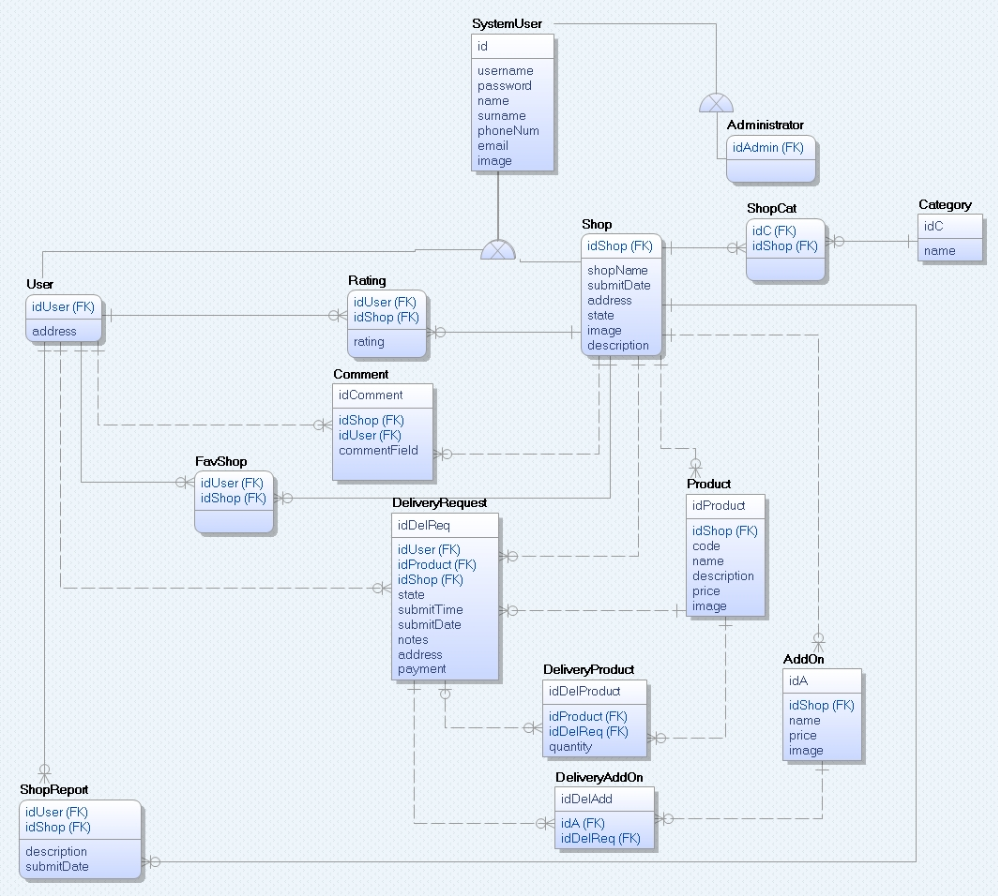 SystemUser
id
username
password
name
surname
phoneNum
email
image
Administrator
idAdmin (FK)
Category
idC
name
ShopCat
idC (FK)
idShop (FK)
Shop
idShop (FK)
shopName
submitDate
address
state
image
description
User
idUser (FK)
address
Rating
idUser (FK)
idShop (FK)
rating
Comment
idComment
idShop (FK)
idUser (FK)
commentField
FavShop
idUser (FK)
idShop (FK)
DeliveryRequest
idDelReq
idUser (FK)
idProduct (FK)
idShop (FK)
state
submitTime
submitDate
notes
address
payment
Product
idProduct
idShop (FK)
code
name
description
price
image
DeliveryProduct
idDelProduct
idProduct (FK)
idDelReq (FK)
quantity
AddOn
idA
idShop (FK)
name
price
image
DeliveryAddOn
idDelAdd
idA (FK)
idDelReq (FK)
ShopReport
idUser (FK)
idShop (FK)
description
submitDate